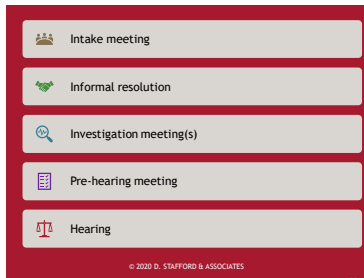 Intake meeting
Informal resolution
Investigation meeting(s)
Pre-hearing meeting
Hearing
© 2020 D. STAFFORD & ASSOCIATES